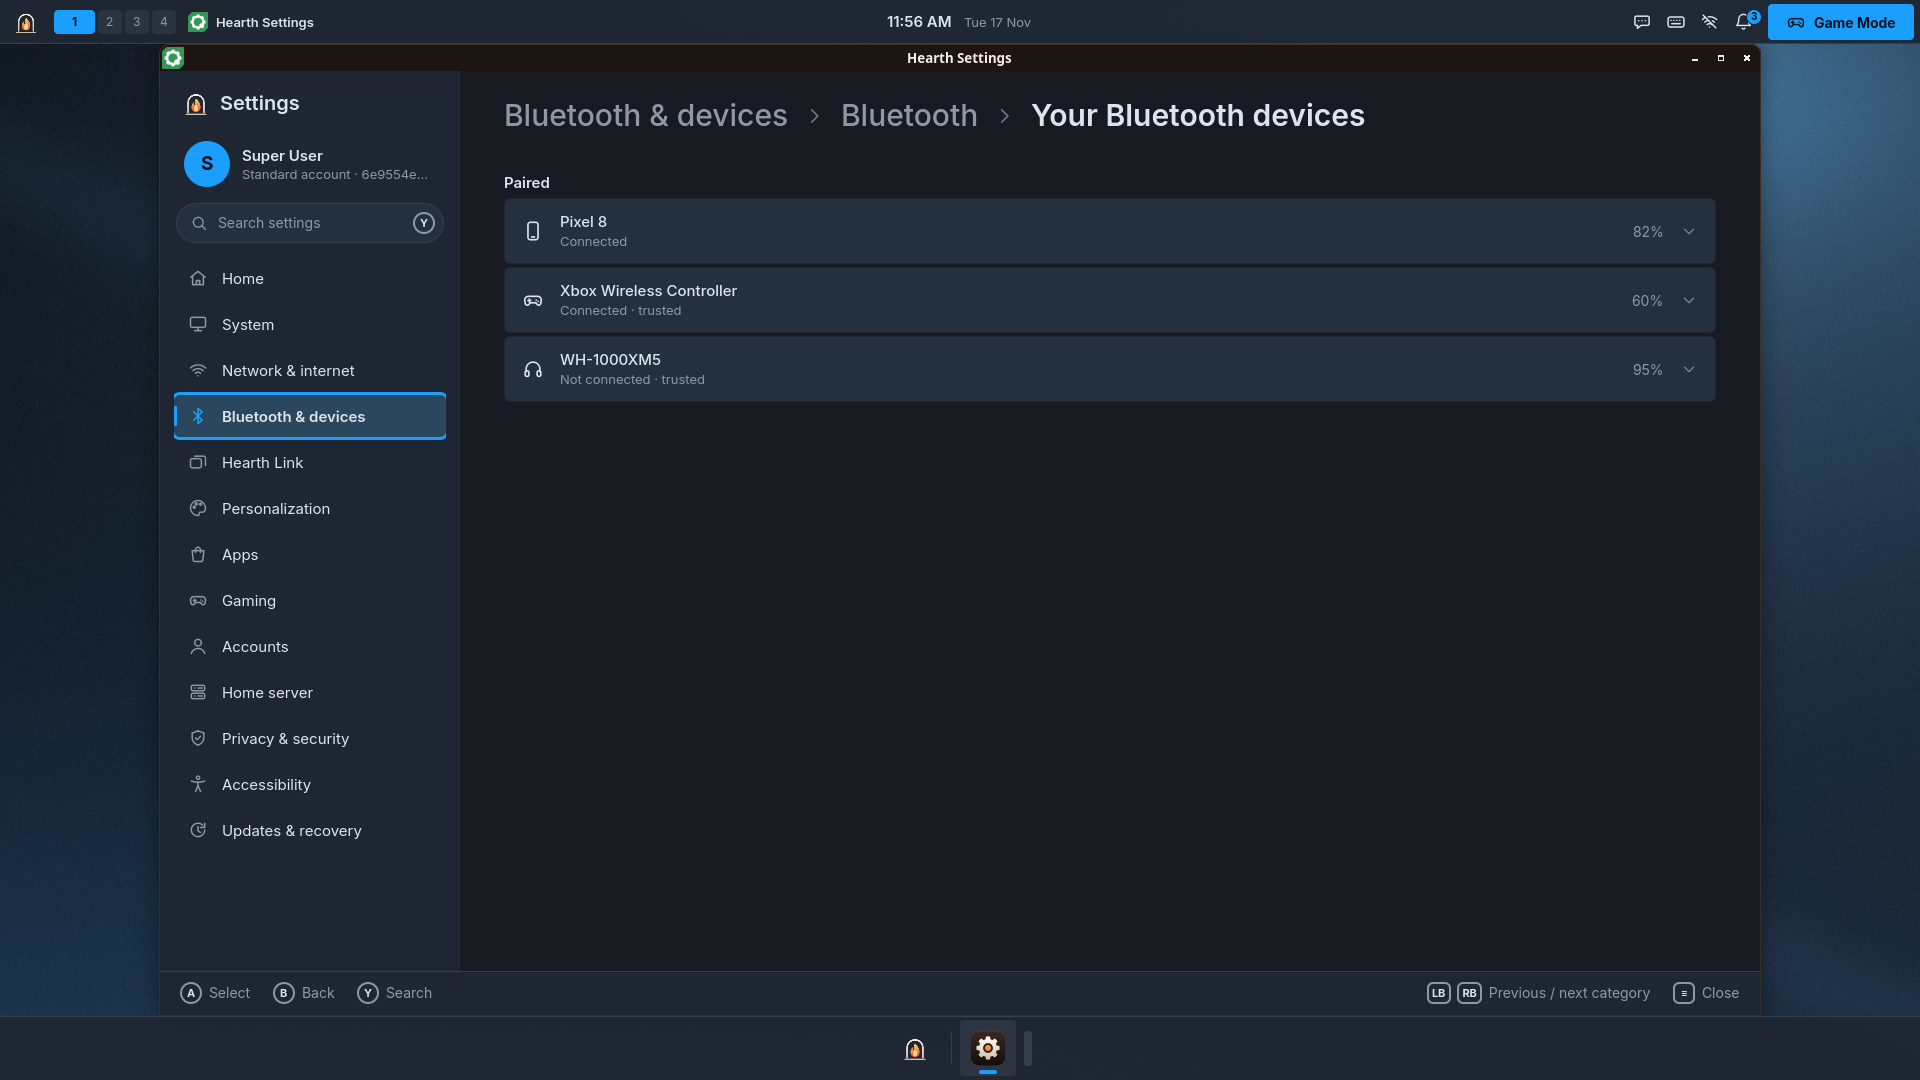 1 2 3 4 Hearth Settings
11:56 AM Tue 17 Nov
3
Game Mode
Hearth Settings
Settings
S
Super User
Standard account · 6e9554e...
Search settings Y
Home
System
Network & internet
Bluetooth & devices
Hearth Link
Personalization
Apps
Gaming
Accounts
Home server
Privacy & security
Accessibility
Updates & recovery
Bluetooth & devices > Bluetooth > Your Bluetooth devices
Paired
Pixel 8
Connected
82%
Xbox Wireless Controller
Connected · trusted
60%
WH-1000XM5
Not connected · trusted
95%
A Select B Back Y Search
LB RB Previous / next category ≡ Close